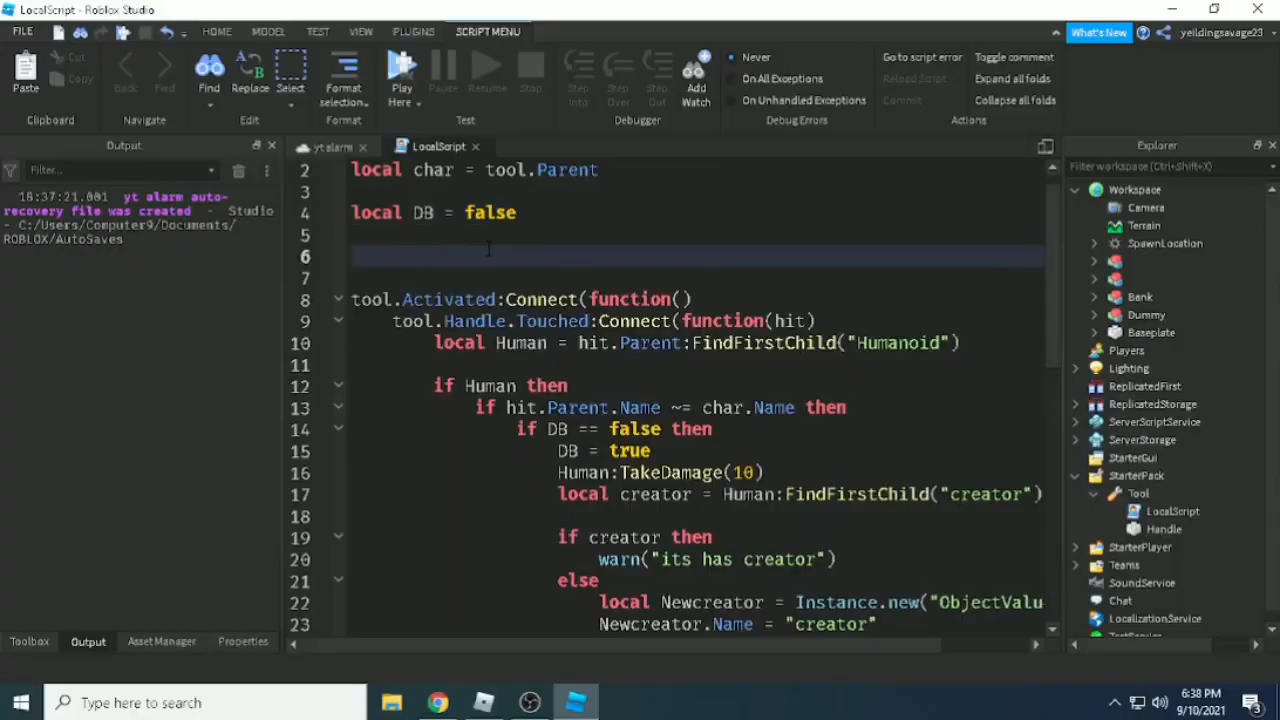 LocalScript - Roblox Studio
FILE HOME MODEL TEST VIEW PLUGINS SCRIPT MENU What's New yeildingsavage23
Paste Cut Copy Back Fwd Find Replace Select Format selection Play Here Pause Resume Stop Step Into Step Over Step Out Add Watch Never On All Exceptions On Unhandled Exceptions Go to script error Reload Script Commit Toggle comment Expand all folds Collapse all folds
Clipboard Navigate Edit Format Test Debugger Debug Errors Actions
Output yt alarm LocalScript Explorer
Filter... Filter workspace (Ctrl+Shift+X)
18:37:21.001 yt alarm auto-
recovery file was created - Studio
- C:/Users/Computer9/Documents/
ROBLOX/AutoSaves
2 local char = tool.Parent
3
4 local DB = false
5
6
7
8 tool.Activated:Connect(function()
9 tool.Handle.Touched:Connect(function(hit)
10 local Human = hit.Parent:FindFirstChild("Humanoid")
11
12 if Human then
13 if hit.Parent.Name ~= char.Name then
14 if DB == false then
15 DB = true
16 Human:TakeDamage(10)
17 local creator = Human:FindFirstChild("creator")
18
19 if creator then
20 warn("its has creator")
21 else
22 local Newcreator = Instance.new("ObjectValu
23 Newcreator.Name = "creator"
Workspace
Camera
Terrain
SpawnLocation
Bank
Dummy
Baseplate
Players
Lighting
ReplicatedFirst
ReplicatedStorage
ServerScriptService
ServerStorage
StarterGui
StarterPack
Tool
LocalScript
Handle
StarterPlayer
Teams
SoundService
Chat
LocalizationService
TestService
Toolbox Output Asset Manager Properties
Type here to search
6:38 PM
9/10/2021
3